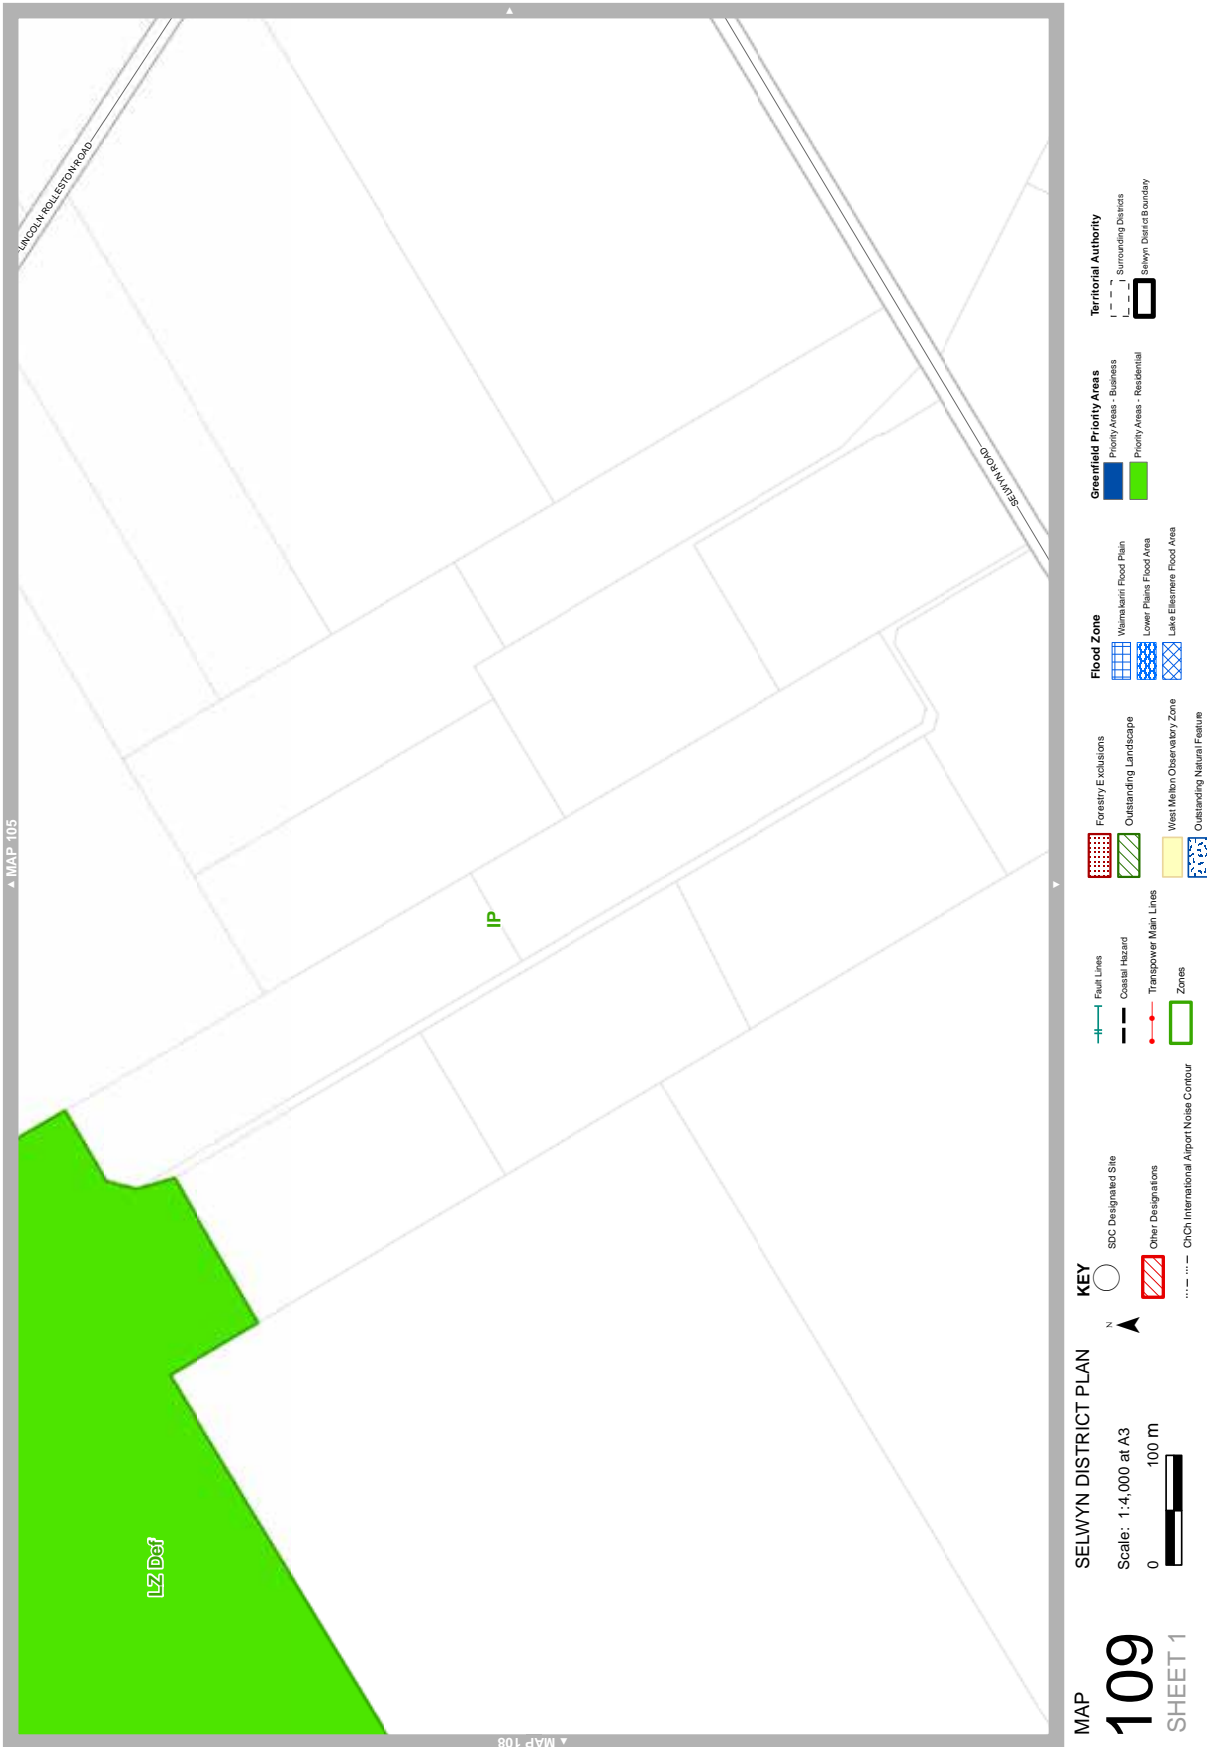 ▲ MAP 105
▲ MAP 108
LINCOLN ROLLESTON ROAD
SELWYN ROAD
IP
LZ Def
MAP
109
SHEET 1
SELWYN DISTRICT PLAN
Scale: 1:4,000 at A3
0 100 m
N
KEY
SDC Designated Site
Other Designations
ChCh International Airport Noise Contour
Fault Lines
Coastal Hazard
Transpower Main Lines
Zones
Forestry Exclusions
Outstanding Landscape
West Melton Observatory Zone
Outstanding Natural Feature
Flood Zone
Waimakariri Flood Plain
Lower Plains Flood Area
Lake Ellesmere Flood Area
Greenfield Priority Areas
Priority Areas - Business
Priority Areas - Residential
Territorial Authority
Surrounding Districts
Selwyn District Boundary